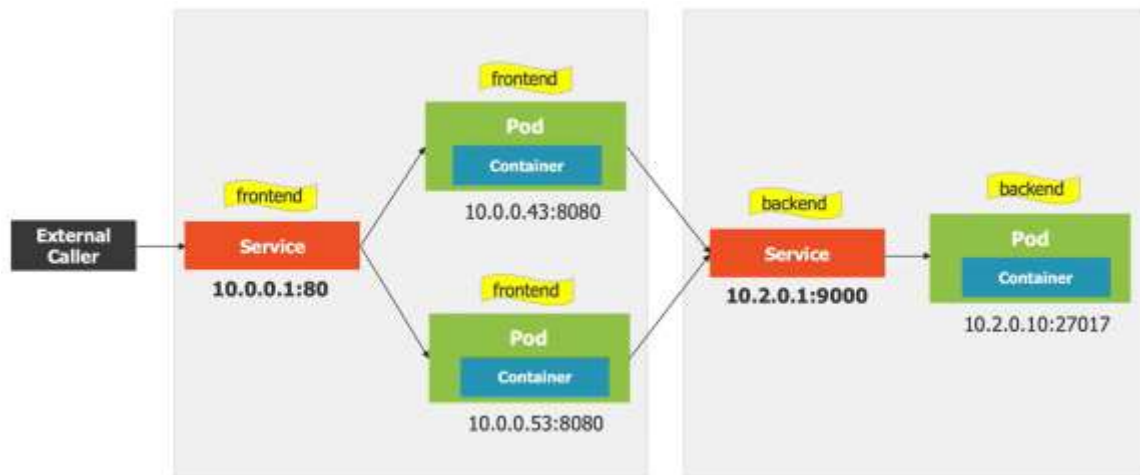 External
Caller
frontend
Service
10.0.0.1:80
frontend
Pod
Container
10.0.0.43:8080
frontend
Pod
Container
10.0.0.53:8080
backend
Service
10.2.0.1:9000
backend
Pod
Container
10.2.0.10:27017